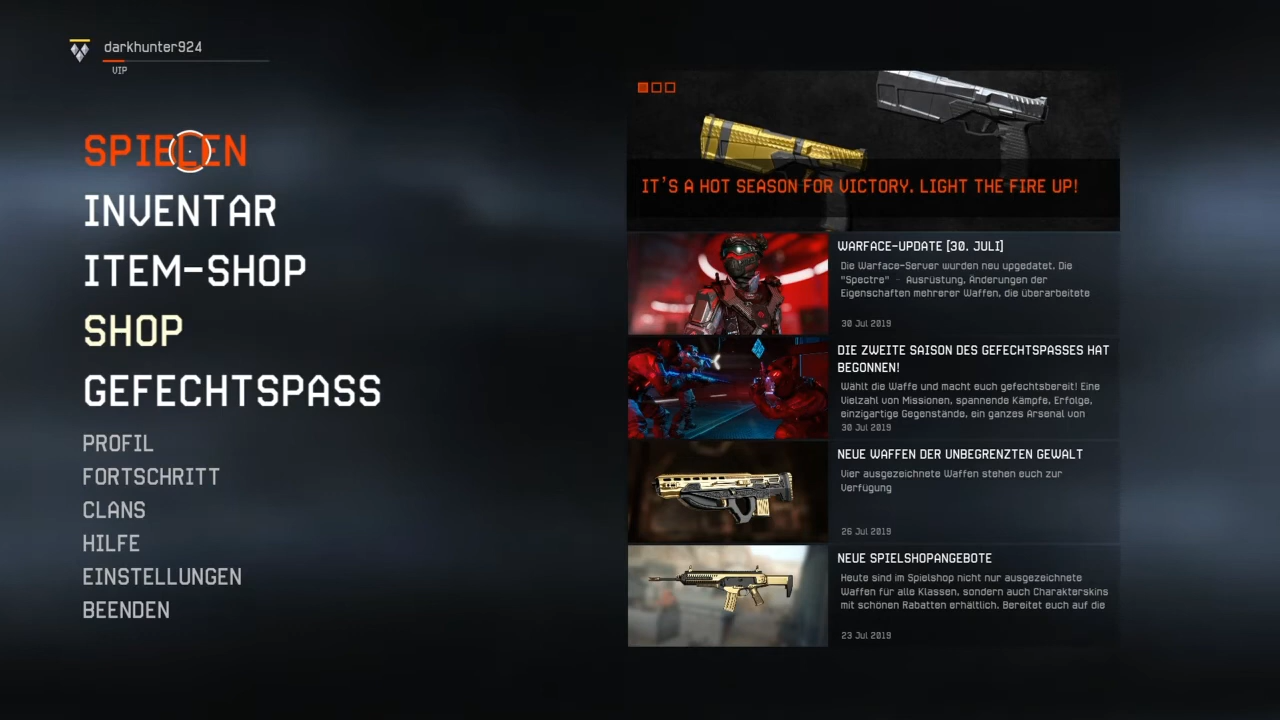 darkhunter924
VIP
SPIELEN
INVENTAR
ITEM-SHOP
SHOP
GEFECHTSPASS
PROFIL
FORTSCHRITT
CLANS
HILFE
EINSTELLUNGEN
BEENDEN
IT'S A HOT SEASON FOR VICTORY. LIGHT THE FIRE UP!
WARFACE-UPDATE [30. JULI]
Die Warface-Server wurden neu upgedatet. Die
"Spectre" - Ausrüstung, Änderungen der
Eigenschaften mehrerer Waffen, die überarbeitete
30 Jul 2019
DIE ZWEITE SAISON DES GEFECHTSPASSES HAT
BEGONNEN!
Wählt die Waffe und macht euch gefechtsbereit! Eine
Vielzahl von Missionen, spannende Kämpfe, Erfolge,
einzigartige Gegenstände, ein ganzes Arsenal von
30 Jul 2019
NEUE WAFFEN DER UNBEGRENZTEN GEWALT
Vier ausgezeichnete Waffen stehen euch zur
Verfügung
26 Jul 2019
NEUE SPIELSHOPANGEBOTE
Heute sind im Spielshop nicht nur ausgezeichnete
Waffen für alle Klassen, sondern auch Charakterskins
mit schönen Rabatten erhältlich. Bereitet euch auf die
23 Jul 2019